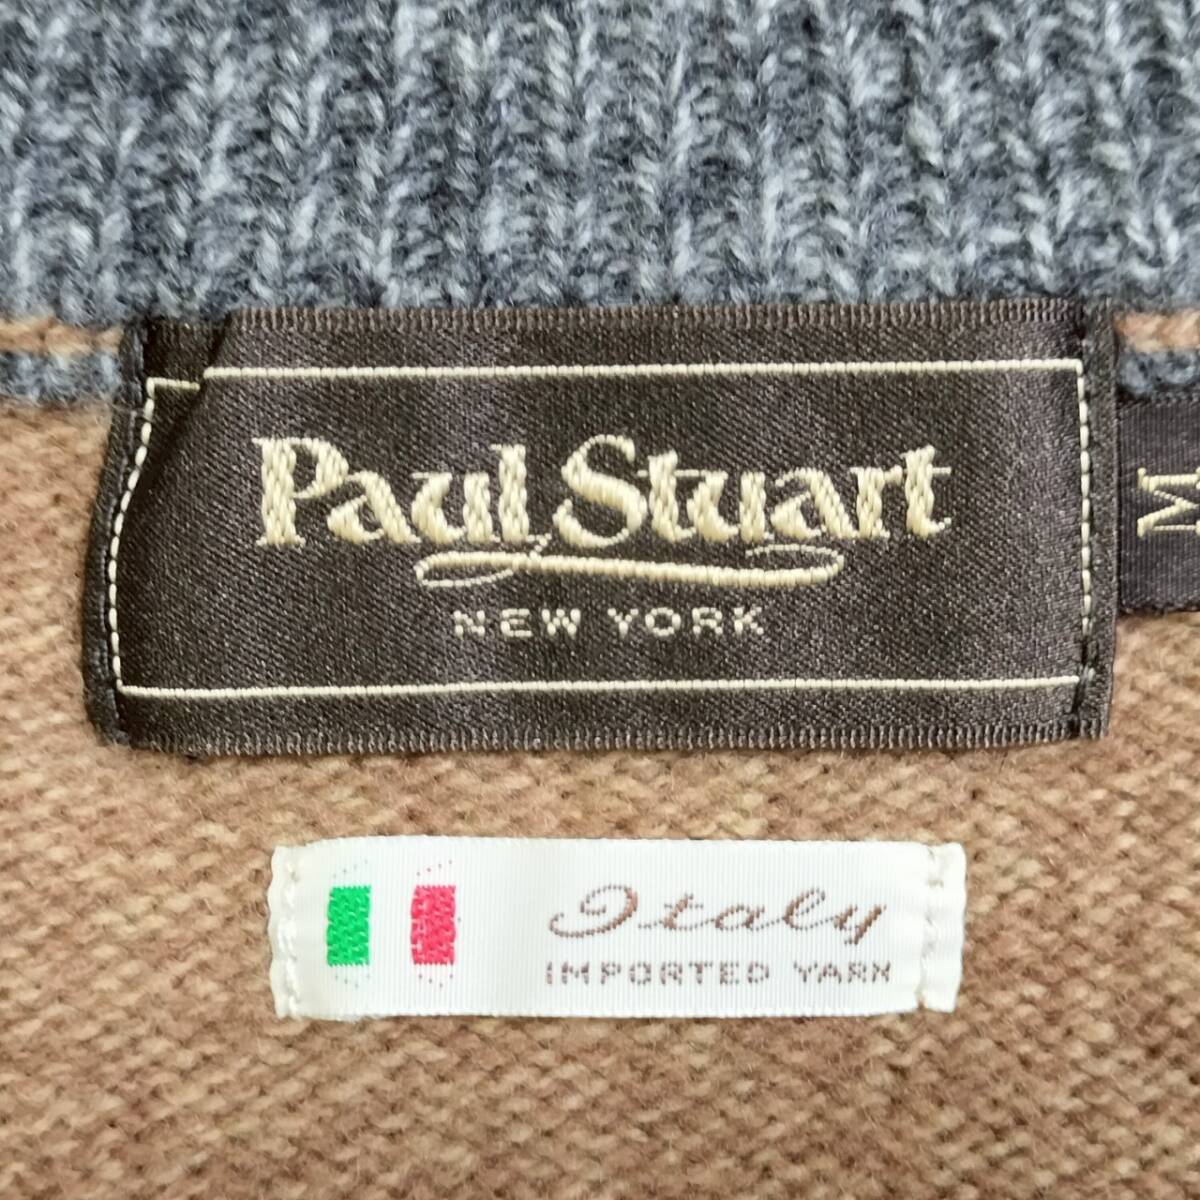 Paul Stuart
NEW YORK
M
Italy
IMPORTED YARN